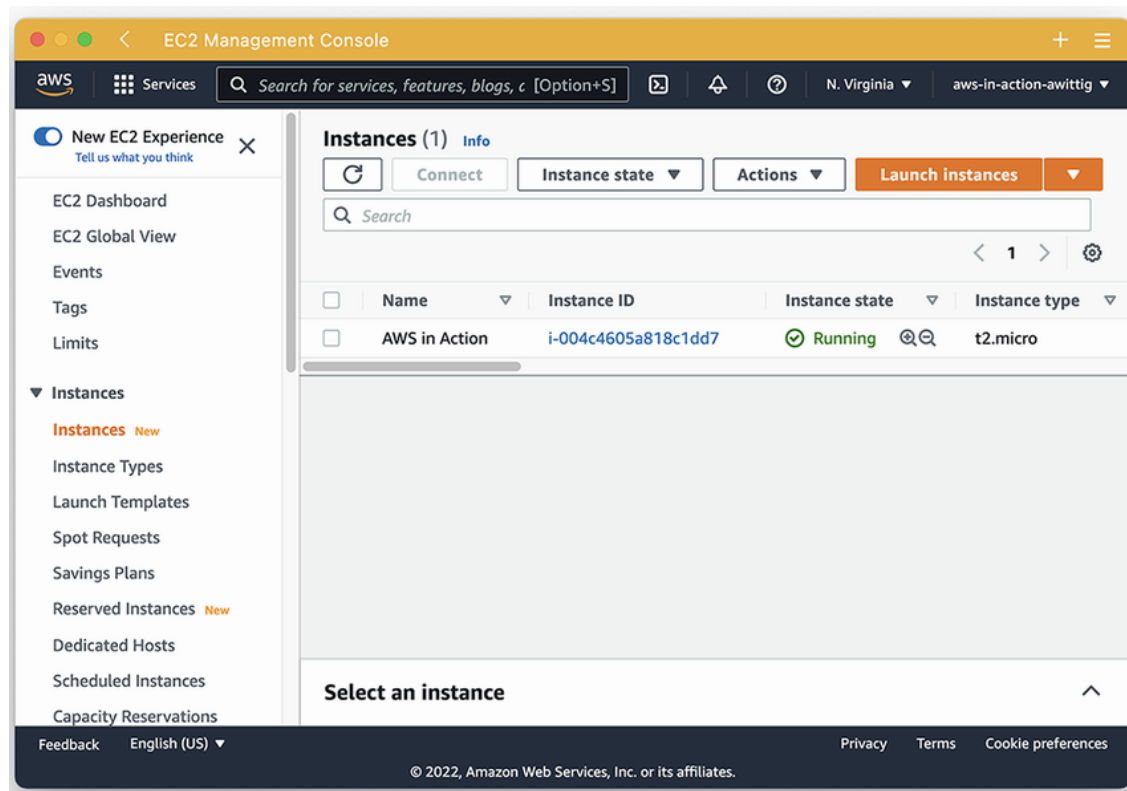 EC2 Management Console
aws Services Search for services, features, blogs, c [Option+S] N. Virginia aws-in-action-awittig
New EC2 Experience
Tell us what you think
EC2 Dashboard
EC2 Global View
Events
Tags
Limits
Instances
Instances New
Instance Types
Launch Templates
Spot Requests
Savings Plans
Reserved Instances New
Dedicated Hosts
Scheduled Instances
Capacity Reservations
Instances (1) Info
Connect Instance state Actions Launch instances
Search
1
Name Instance ID Instance state Instance type
AWS in Action i-004c4605a818c1dd7 Running t2.micro
Select an instance
Feedback English (US) Privacy Terms Cookie preferences
© 2022, Amazon Web Services, Inc. or its affiliates.